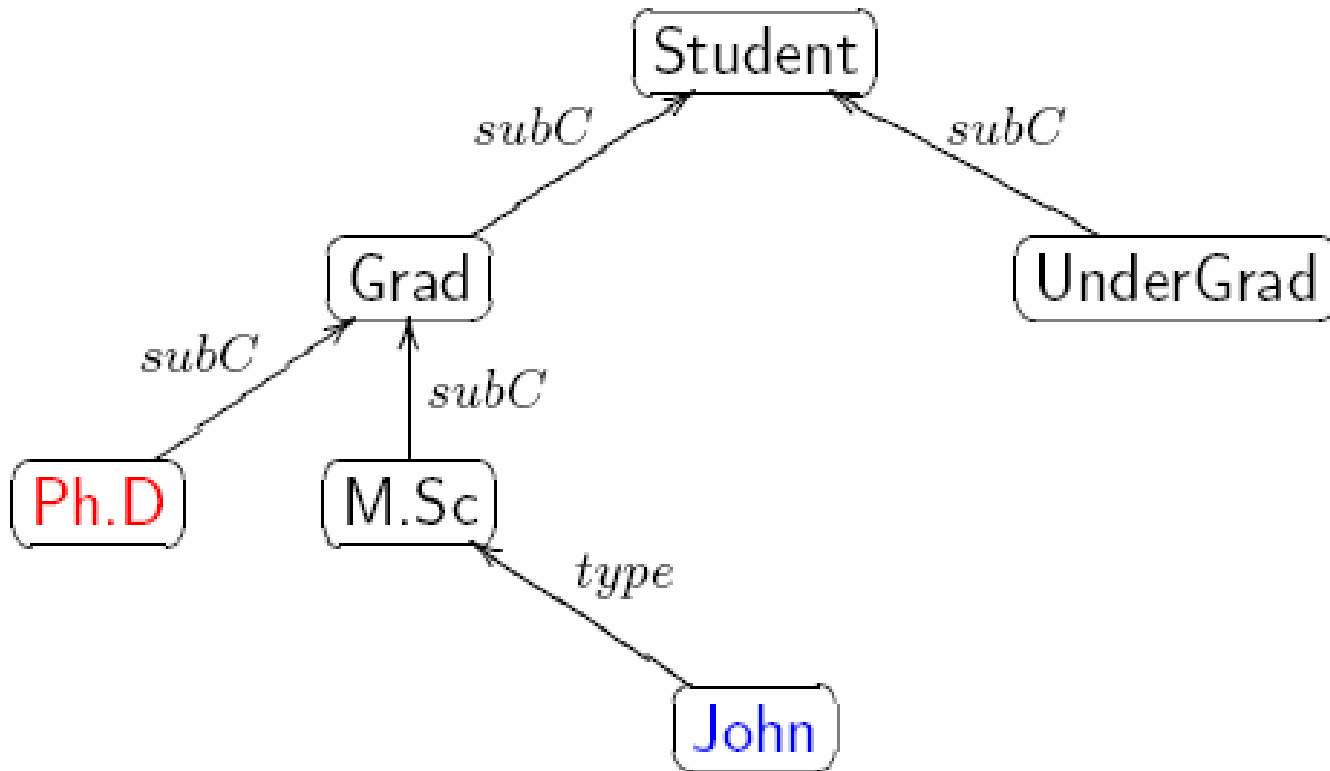 Student
subC
subC
Grad
UnderGrad
subC
subC
Ph.D
M.Sc
type
John